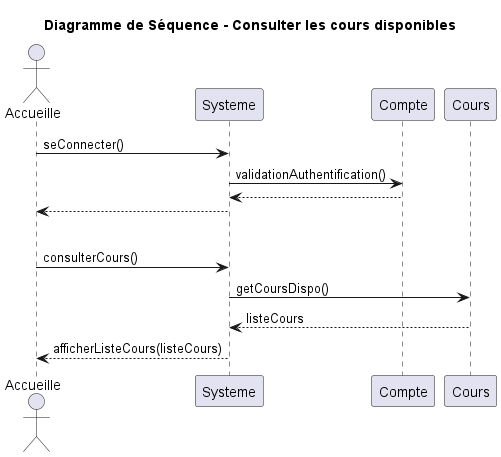 Diagramme de Séquence - Consulter les cours disponibles
Accueille
Systeme
Compte
Cours
seConnecter()
validationAuthentification()
consulterCours()
getCoursDispo()
listeCours
afficherListeCours(listeCours)
Accueille
Systeme
Compte
Cours